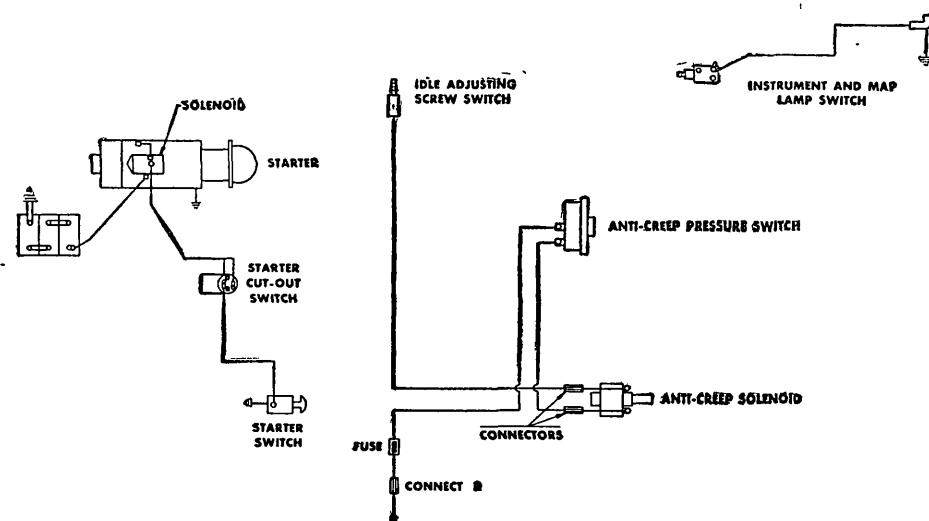 IDLE ADJUSTING
SCREW SWITCH
INSTRUMENT AND MAP
LAMP SWITCH
SOLENOID
STARTER
ANTI-CREEP PRESSURE SWITCH
STARTER
CUT-OUT
SWITCH
ANTI-CREEP SOLENOID
STARTER
SWITCH
CONNECTORS
FUSE
CONNECT R